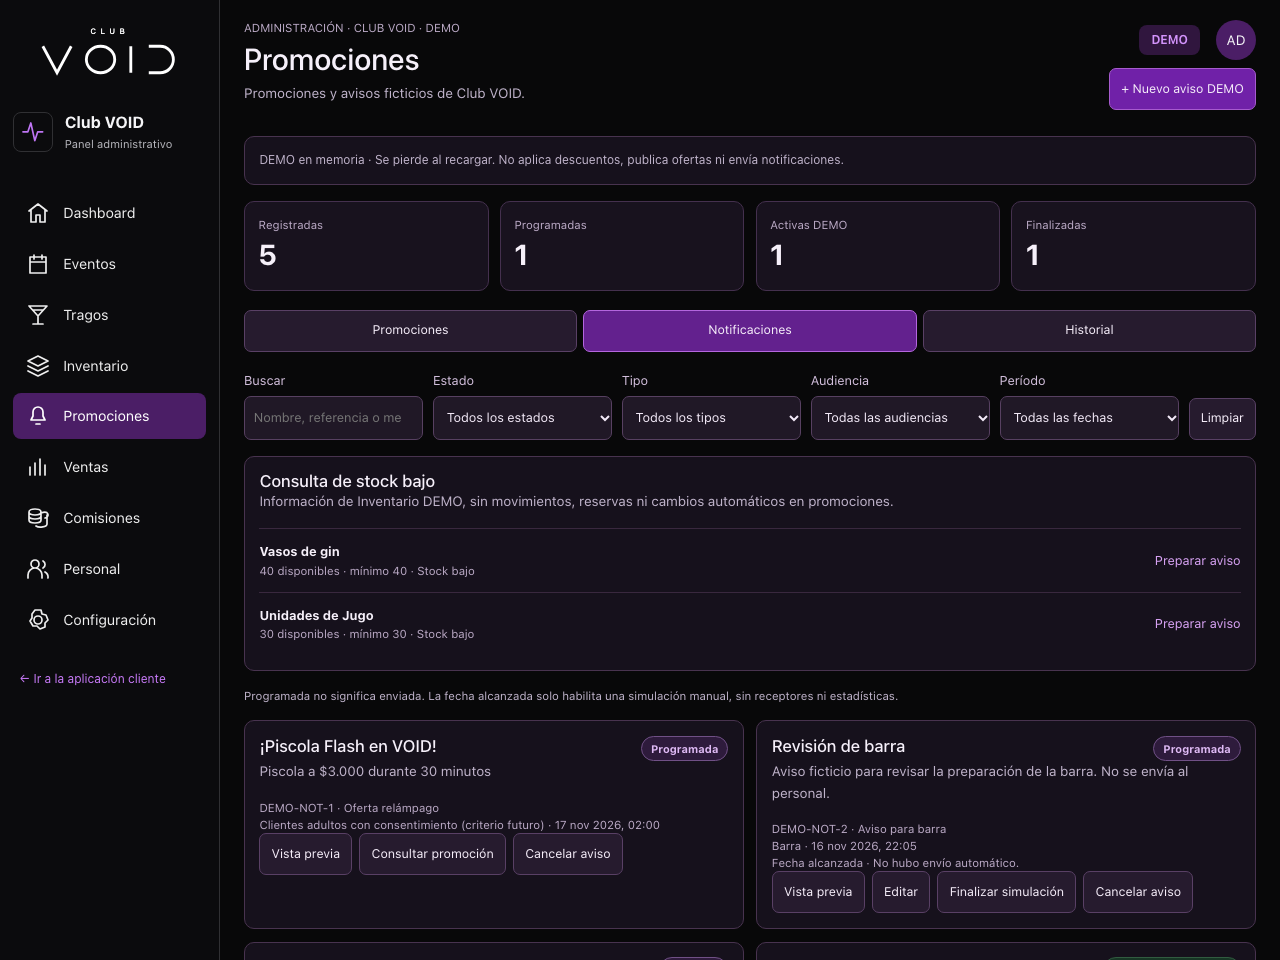 CLUB
VOID
Club VOID
Panel administrativo
Dashboard
Eventos
Tragos
Inventario
Promociones
Ventas
Comisiones
Personal
Configuración
← Ir a la aplicación cliente
ADMINISTRACIÓN · CLUB VOID · DEMO
Promociones
Promociones y avisos ficticios de Club VOID.
DEMO
AD
+ Nuevo aviso DEMO
DEMO en memoria · Se pierde al recargar. No aplica descuentos, publica ofertas ni envía notificaciones.
Registradas
5
Programadas
1
Activas DEMO
1
Finalizadas
1
Promociones
Notificaciones
Historial
Buscar
Nombre, referencia o me
Estado
Todos los estados
Tipo
Todos los tipos
Audiencia
Todas las audiencias
Período
Todas las fechas
Limpiar
Consulta de stock bajo
Información de Inventario DEMO, sin movimientos, reservas ni cambios automáticos en promociones.
Vasos de gin
40 disponibles · mínimo 40 · Stock bajo
Preparar aviso
Unidades de Jugo
30 disponibles · mínimo 30 · Stock bajo
Preparar aviso
Programada no significa enviada. La fecha alcanzada solo habilita una simulación manual, sin receptores ni estadísticas.
¡Piscola Flash en VOID!
Programada
Piscola a $3.000 durante 30 minutos
DEMO-NOT-1 · Oferta relámpago
Clientes adultos con consentimiento (criterio futuro) · 17 nov 2026, 02:00
Vista previa
Consultar promoción
Cancelar aviso
Revisión de barra
Programada
Aviso ficticio para revisar la preparación de la barra. No se envía al
personal.
DEMO-NOT-2 · Aviso para barra
Barra · 16 nov 2026, 22:05
Fecha alcanzada · No hubo envío automático.
Vista previa
Editar
Finalizar simulación
Cancelar aviso